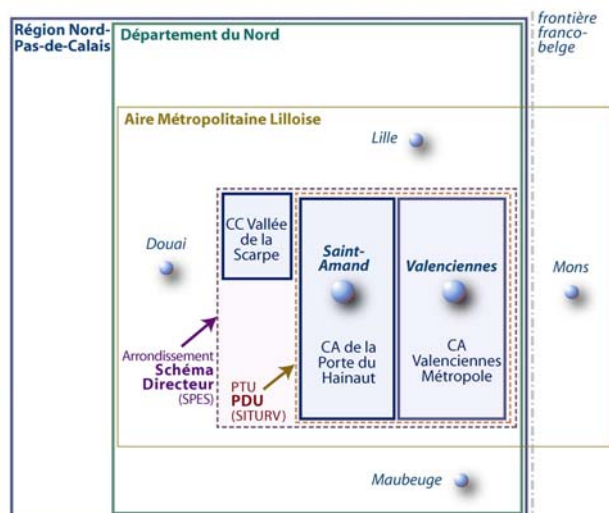 Région Nord-
Pas-de-Calais
Département du Nord
frontière
franco-
belge
Aire Métropolitaine Lilloise
Lille
CC Vallée
de la
Scarpe
Douai
Saint-
Amand
Valenciennes
Mons
Arrondissement
Schéma
Directeur
(SPES)
PTU
PDU
(SITURV)
CA de la
Porte du
Hainaut
CA
Valenciennes
Métropole
Maubeuge